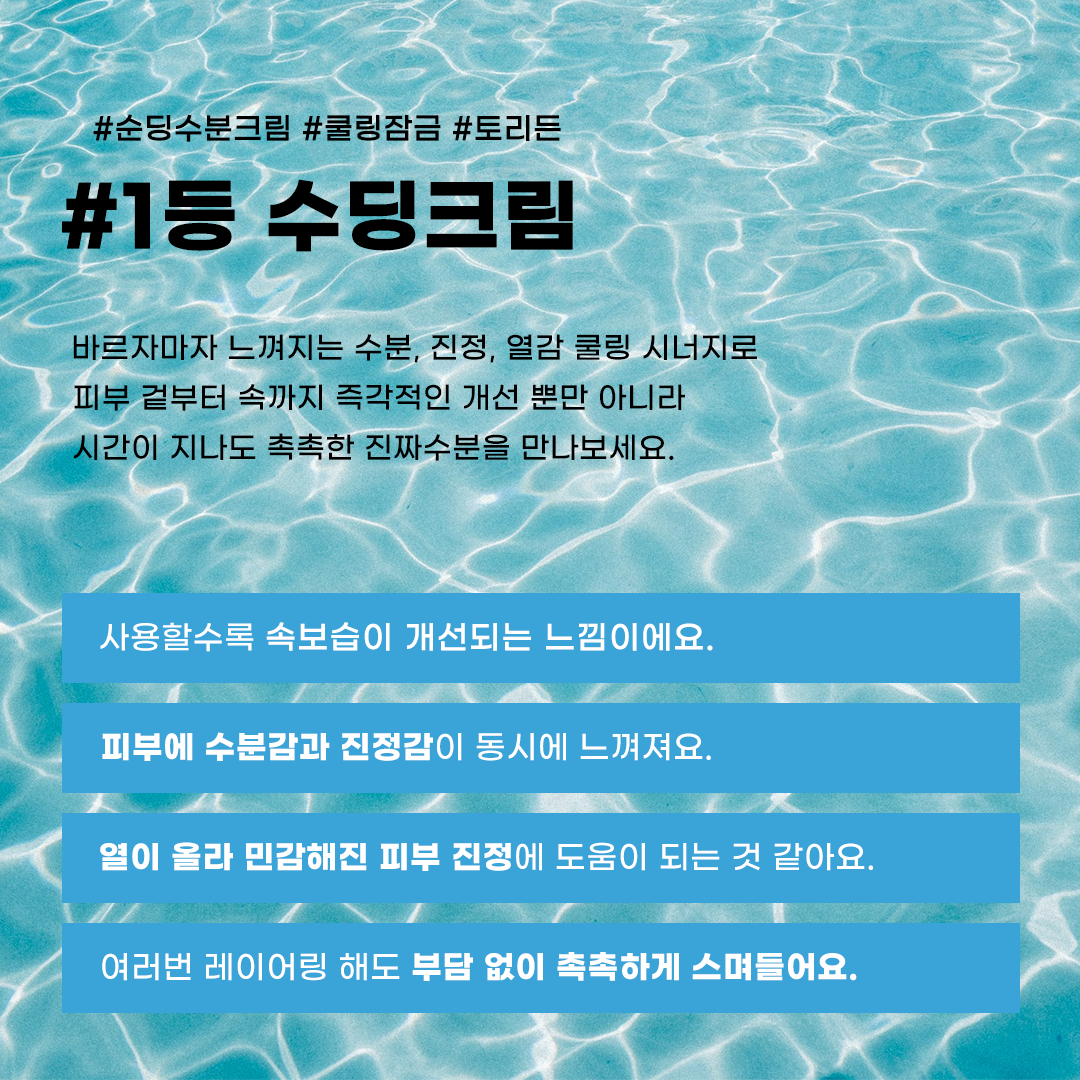 #순딩수분크림 #쿨링잠금 #토리든
#1등 수딩크림
바르자마자 느껴지는 수분, 진정, 열감 쿨링 시너지로
피부 겉부터 속까지 즉각적인 개선 뿐만 아니라
시간이 지나도 촉촉한 진짜수분을 만나보세요.
사용할수록 속보습이 개선되는 느낌이에요.
피부에 수분감과 진정감이 동시에 느껴져요.
열이 올라 민감해진 피부 진정에 도움이 되는 것 같아요.
여러번 레이어링 해도 부담 없이 촉촉하게 스며들어요.